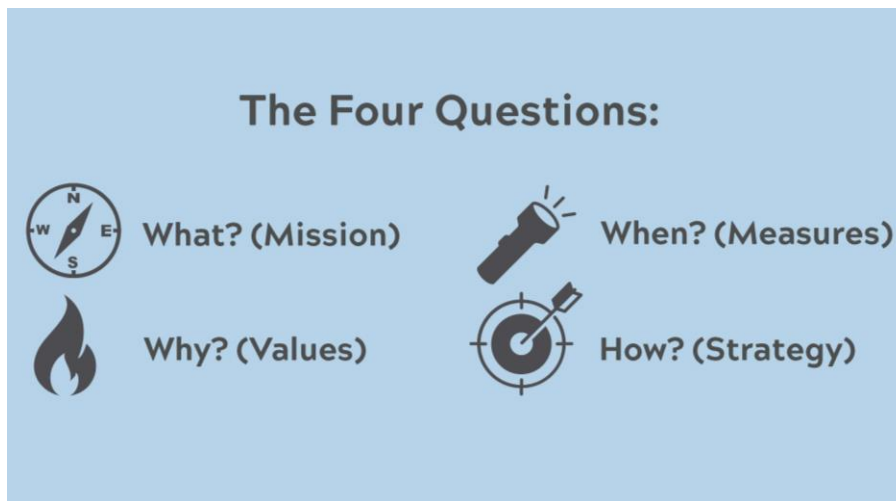 The Four Questions:
N
W E
S
What? (Mission)
When? (Measures)
Why? (Values)
How? (Strategy)